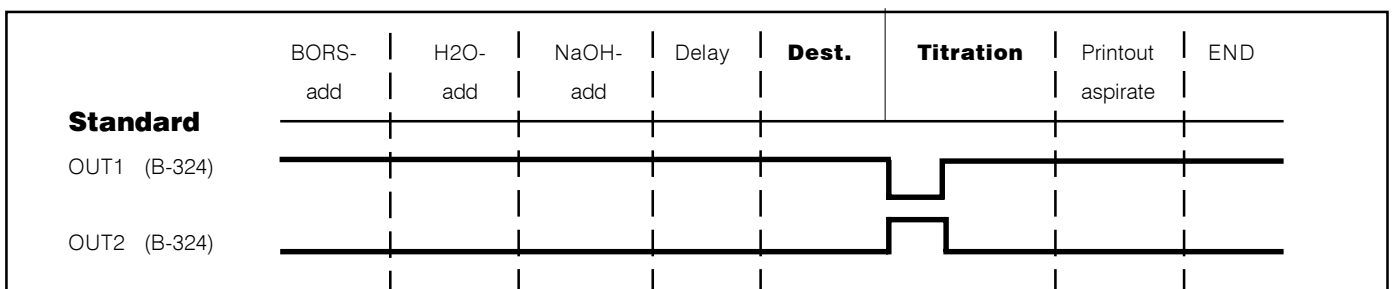 BORS- H2O- NaOH- Delay Dest. Titration Printout END
add add add aspirate
Standard
OUT1 (B-324)
OUT2 (B-324)